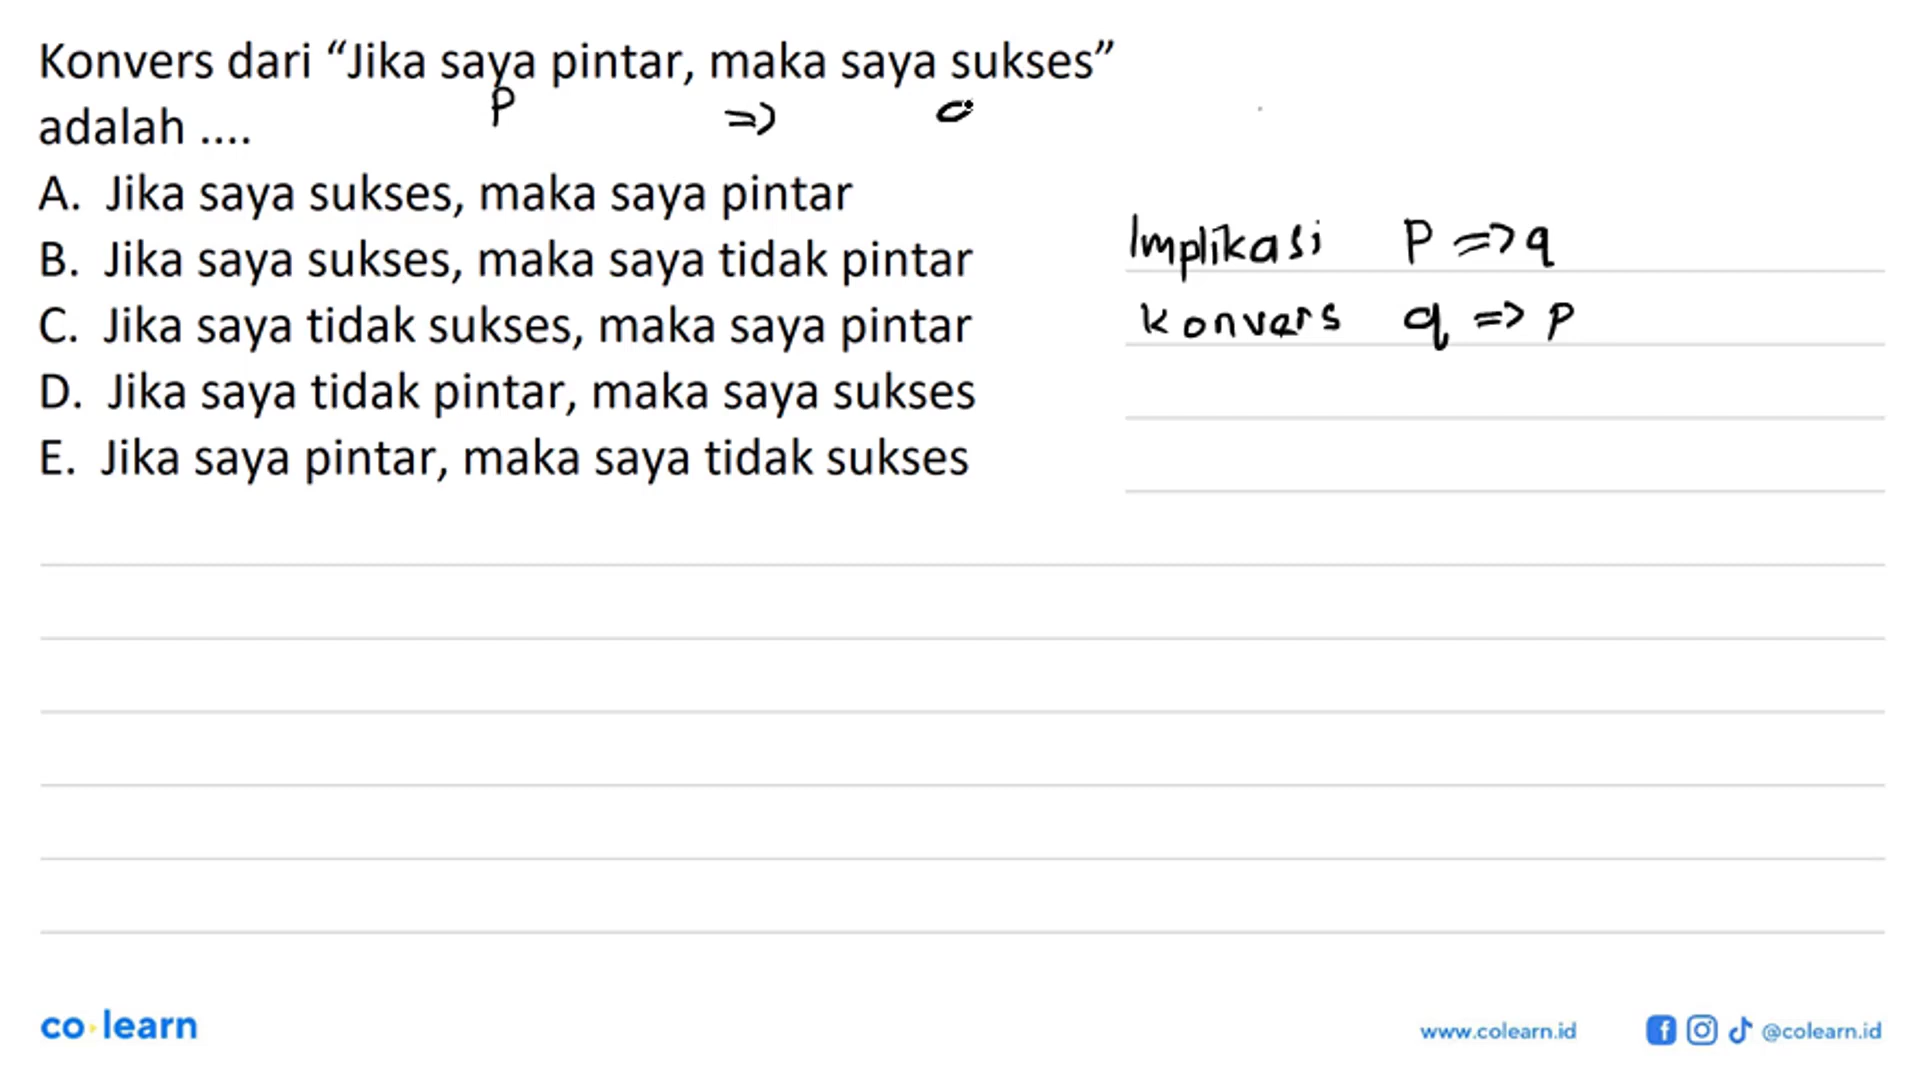 Konvers dari “Jika saya pintar, maka saya sukses”
P => 
adalah ....
A. Jika saya sukses, maka saya pintar
B. Jika saya sukses, maka saya tidak pintar
C. Jika saya tidak sukses, maka saya pintar
D. Jika saya tidak pintar, maka saya sukses
E. Jika saya pintar, maka saya tidak sukses
Implikasi P => q
konvers q => p
co learn
www.colearn.id
@colearn.id